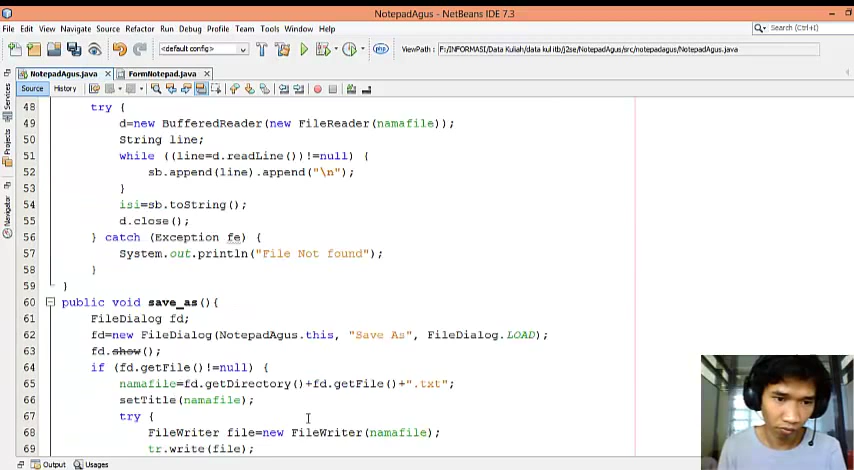 NotepadAgus - NetBeans IDE 7.3
File Edit View Navigate Source Refactor Run Debug Profile Team Tools Window Help
Search (Ctrl+I)
<default config>
php
ViewPath : F:/INFORMASI/Data Kuliah/data kul itb/j2se/NotepadAgus/src/notepadagus/NotepadAgus.java
NotepadAgus.java
FormNotepad.java
Source History
Services
Projects
Navigator
48 try {
49 d=new BufferedReader(new FileReader(namafile));
50 String line;
51 while ((line=d.readLine())!=null) {
52 sb.append(line).append("\n");
53 }
54 isi=sb.toString();
55 d.close();
56 } catch (Exception fe) {
57 System.out.println("File Not found");
58 }
59 }
60 public void save_as(){
61 FileDialog fd;
62 fd=new FileDialog(NotepadAgus.this, "Save As", FileDialog.LOAD);
63 fd.show();
64 if (fd.getFile()!=null) {
65 namafile=fd.getDirectory()+fd.getFile()+".txt";
66 setTitle(namafile);
67 try {
68 FileWriter file=new FileWriter(namafile);
69 tr.write(file);
Output Usages